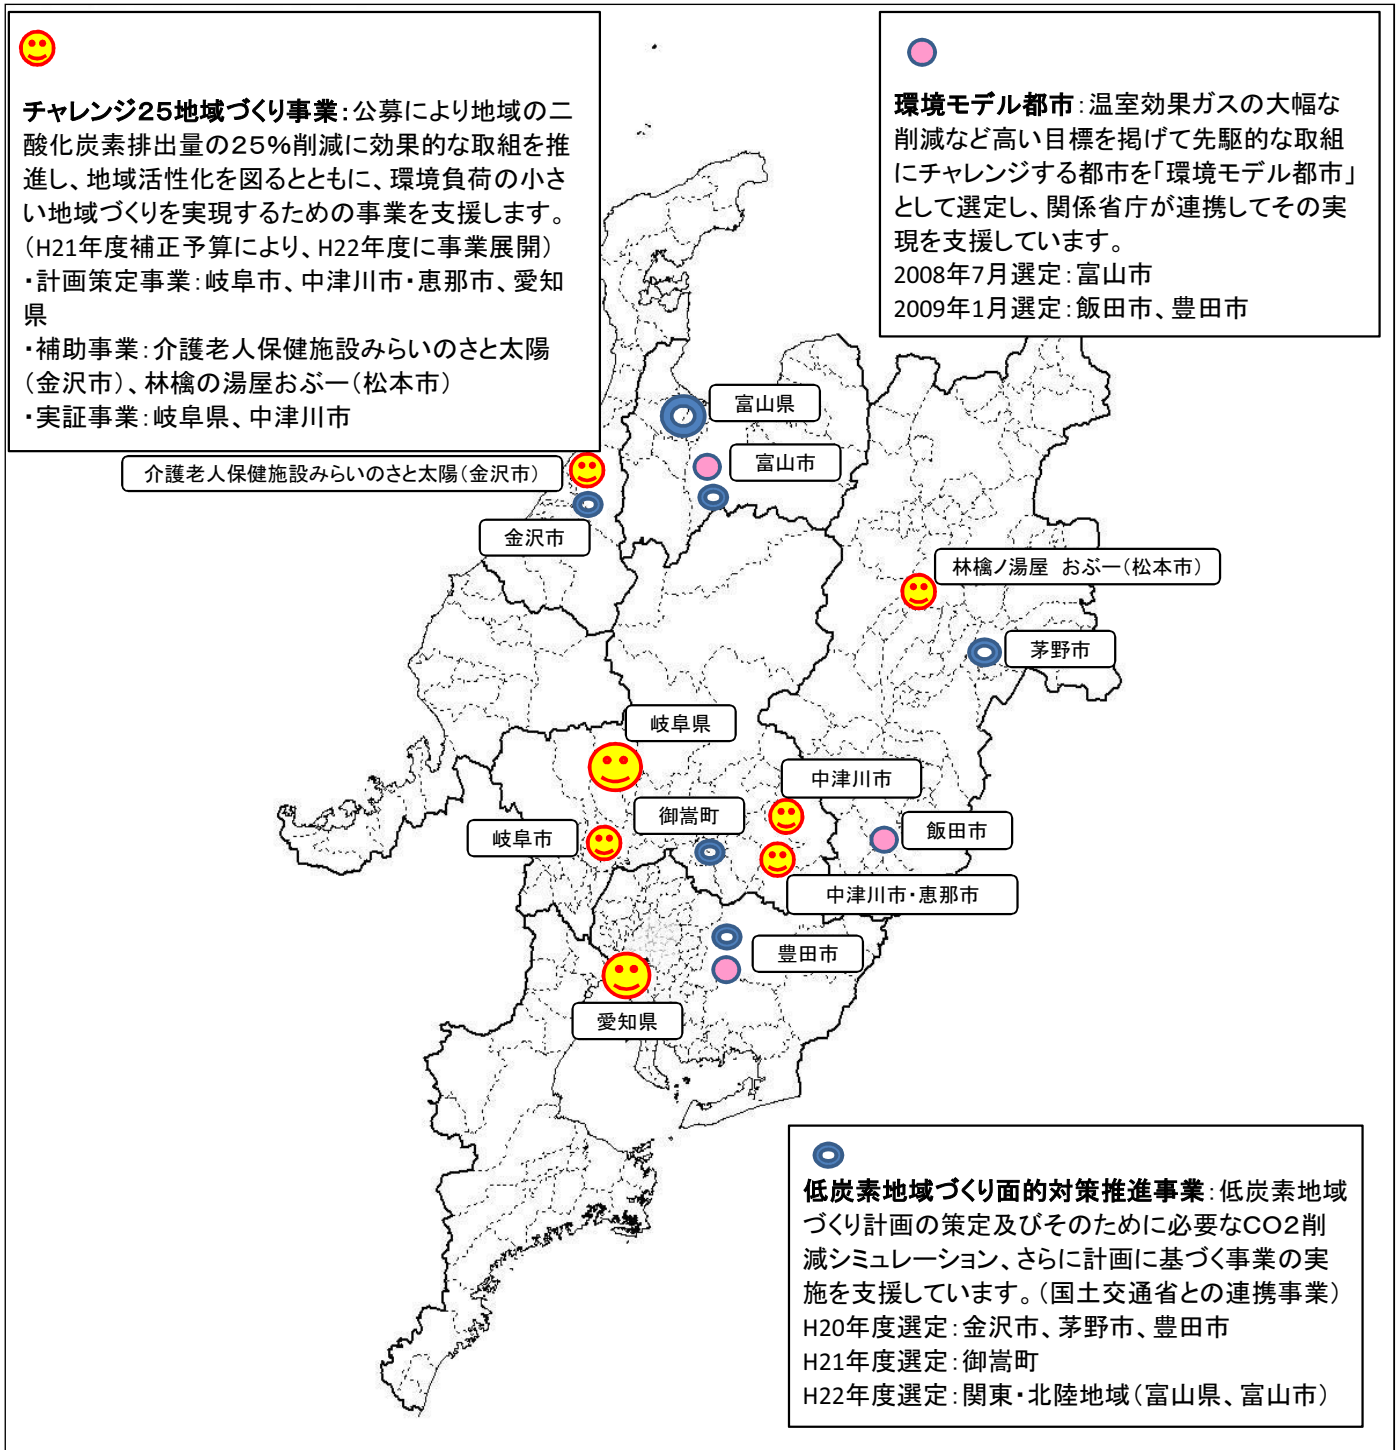 チャレンジ25地域づくり事業：公募により地域の二
酸化炭素排出量の25%削減に効果的な取組を推
進し、地域活性化を図るとともに、環境負荷の小さ
い地域づくりを実現するための事業を支援します。
（H21年度補正予算により、H22年度に事業展開）
・計画策定事業：岐阜市、中津川市・恵那市、愛知
県
・補助事業：介護老人保健施設みらいのさと太陽
（金沢市）、林檎の湯屋おぶー（松本市）
・実証事業：岐阜県、中津川市
環境モデル都市：温室効果ガスの大幅な
削減など高い目標を掲げて先駆的な取組
にチャレンジする都市を「環境モデル都市」
として選定し、関係省庁が連携してその実
現を支援しています。
2008年7月選定：富山市
2009年1月選定：飯田市、豊田市
富山県
富山市
介護老人保健施設みらいのさと太陽（金沢市）
金沢市
林檎ノ湯屋　おぶー（松本市）
茅野市
岐阜県
中津川市
御嵩町
飯田市
岐阜市
中津川市・恵那市
豊田市
愛知県
低炭素地域づくり面的対策推進事業：低炭素地域
づくり計画の策定及びそのために必要なCO2削
減シミュレーション、さらに計画に基づく事業の実
施を支援しています。（国土交通省との連携事業）
H20年度選定：金沢市、茅野市、豊田市
H21年度選定：御嵩町
H22年度選定：関東・北陸地域（富山県、富山市）